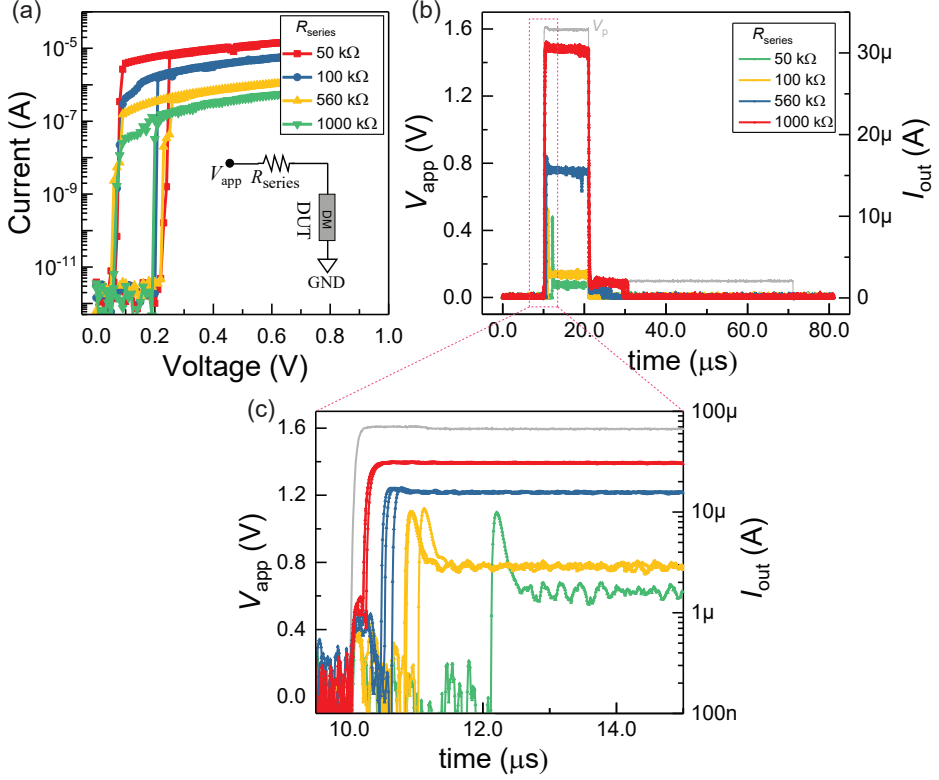 (a)
Current (A)
10⁻⁵
10⁻⁷
10⁻⁹
10⁻¹¹
R_series
50 kΩ
100 kΩ
560 kΩ
1000 kΩ
V_app
R_series
DUT
DM
GND
0.0 0.2 0.4 0.6 0.8 1.0
Voltage (V)
(b)
V_app (V)
1.6
1.2
0.8
0.4
0.0
V_p
R_series
50 kΩ
100 kΩ
560 kΩ
1000 kΩ
30μ
20μ
10μ
0
I_out (A)
0.0 20.0 40.0 60.0 80.0
time (μs)
(c)
V_app (V)
1.6
1.2
0.8
0.4
0.0
100μ
10μ
1μ
100n
I_out (A)
10.0 12.0 14.0
time (μs)